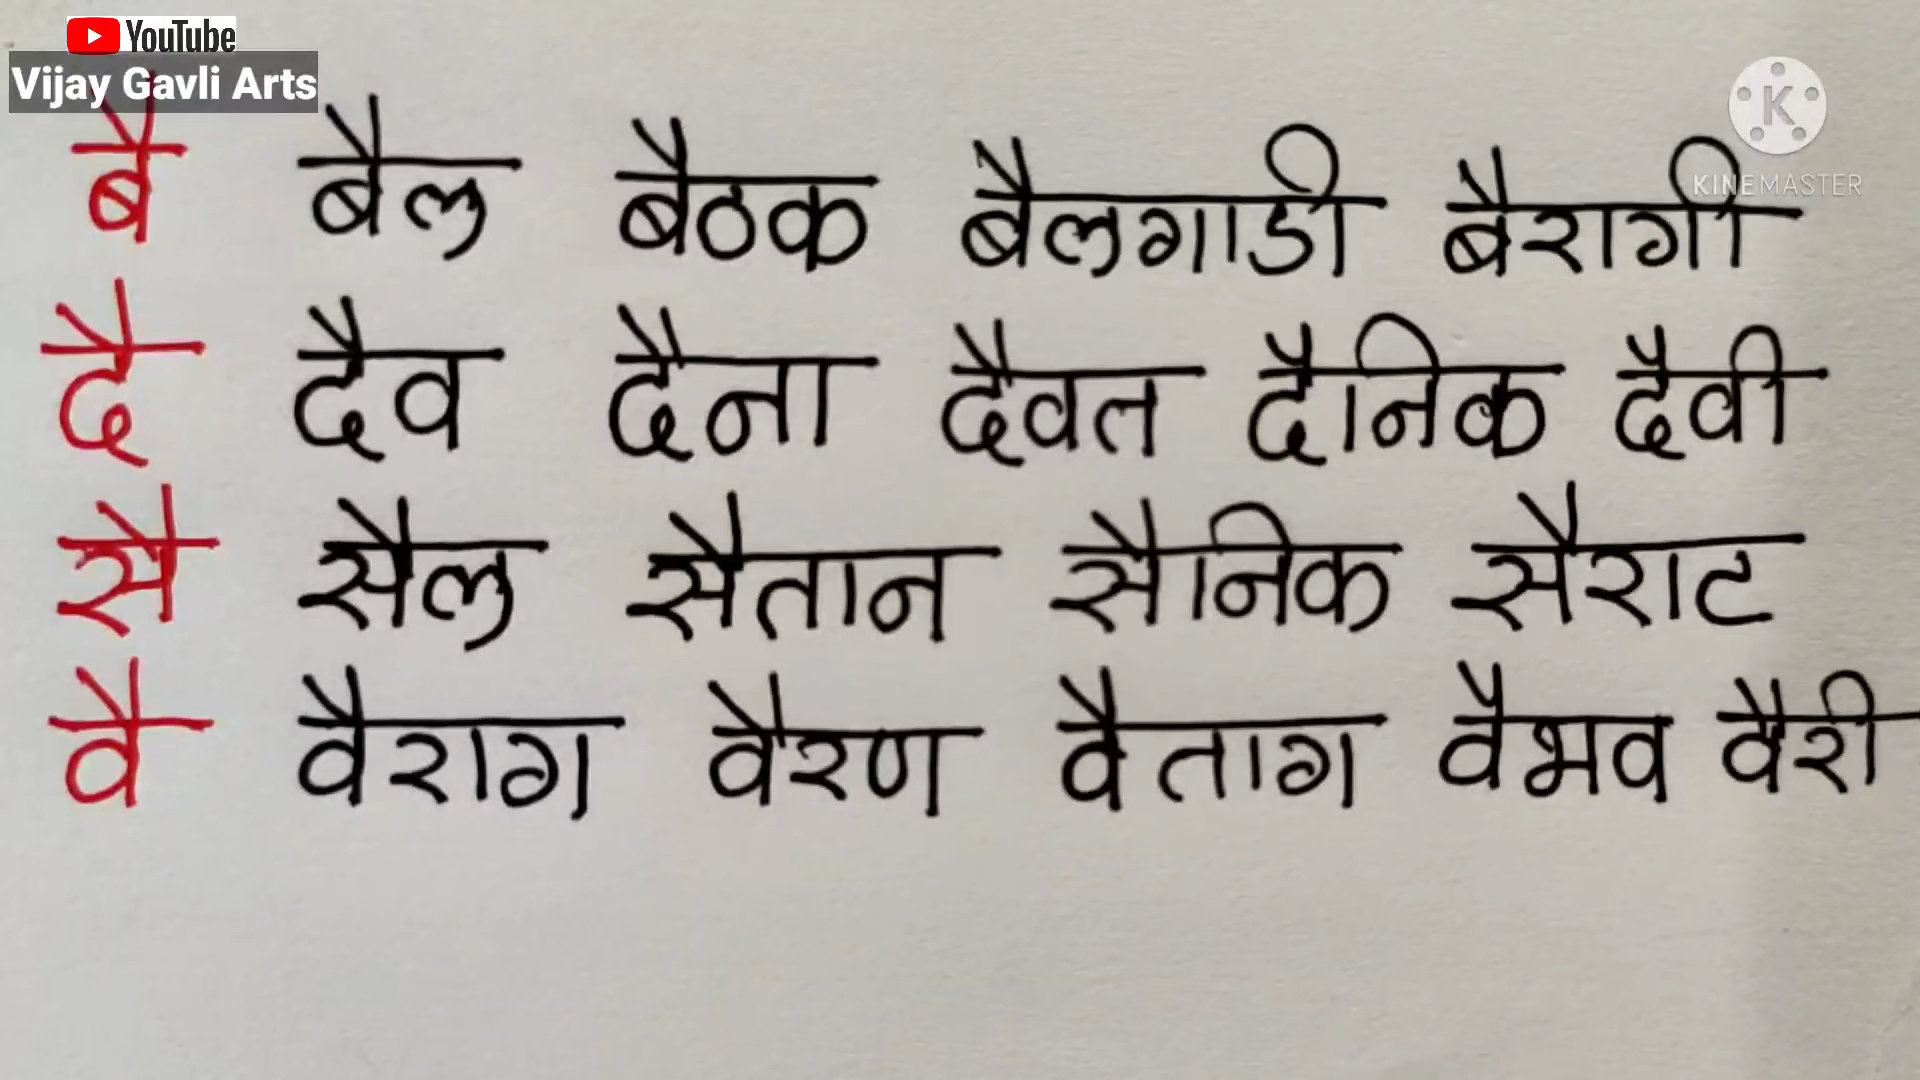 YouTube
Vijay Gavli Arts
KINEMASTER
बै बैल बैठक बैलगाडी बैरागी
दै दैव दैना दैवत दैनिक दैवी
सै सैल सैतान सैनिक सैराट
वै वैराग वैरण वैताग वैभव वैरी